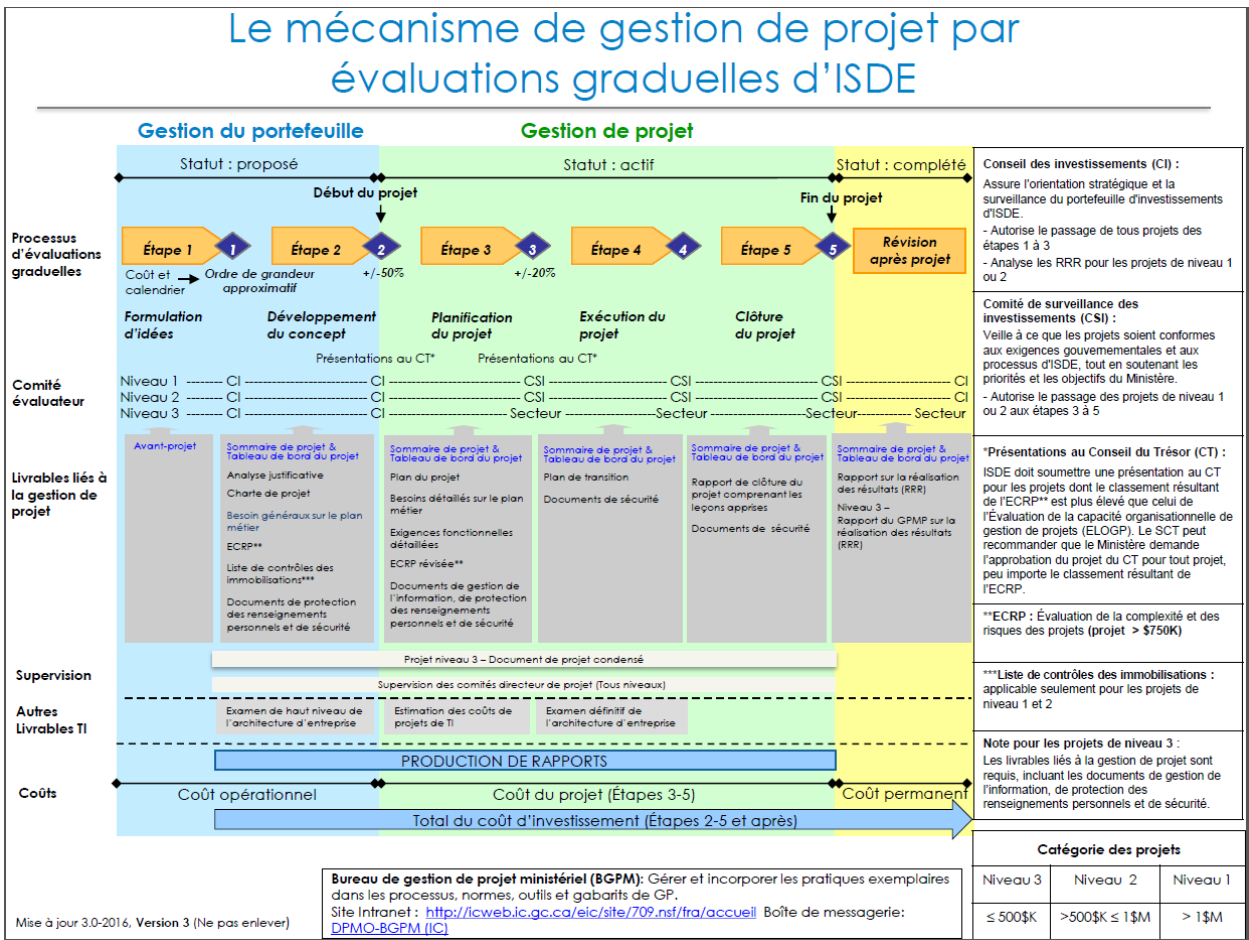 Le mécanisme de gestion de projet par
évaluations graduelles d'ISDE
Gestion du portefeuille
Gestion de projet
Statut : proposé
Statut : actif
Statut : complété
Début du projet
Fin du projet
Processus
d'évaluations
graduelles
Étape 1
1
Étape 2
2
Étape 3
3
Étape 4
4
Étape 5
5
Révision
après projet
Coût et
calendrier
Ordre de grandeur
approximatif
+/-50%
+/-20%
Formulation
d'idées
Développement
du concept
Planification
du projet
Exécution du
projet
Clôture
du projet
Présentations au CT*
Présentations au CT*
Comité
évaluateur
Niveau 1 ------- CI ------------------------ CI --------------------------- CSI ------------------------ CSI ------------------------ CSI ---------------------- CI
Niveau 2 ------- CI ------------------------ CI --------------------------- CSI ------------------------ CSI ------------------------ CSI ---------------------- CI
Niveau 3 ------- CI ------------------------ CI ------------------------ Secteur ------------------- Secteur -------------------Secteur----------- Secteur
Livrables liés à
la gestion de
projet
Avant-projet
Sommaire de projet &
Tableau de bord du projet
Analyse justificative
Charte de projet
Besoin généraux sur le plan
métier
ECRP**
Liste de contrôles des
immobilisations***
Documents de protection
des renseignements
personnels et de sécurité
Sommaire de projet &
Tableau de bord du projet
Plan du projet
Besoins détaillés sur le plan
métier
Exigences fonctionnelles
détaillées
ECRP révisée**
Documents de gestion de
l'information, de protection
des renseignements
personnels et de sécurité
Sommaire de projet &
Tableau de bord du projet
Plan de transition
Documents de sécurité
Sommaire de projet &
Tableau de bord du projet
Rapport de clôture du
projet comprenant les
leçons apprises
Documents de sécurité
Sommaire de projet &
Tableau de bord du projet
Rapport sur la réalisation
des résultats (RRR)
Niveau 3 –
Rapport du GPMP sur la
réalisation des résultats
(RRR)
Supervision
Projet niveau 3 – Document de projet condensé
Supervision des comités directeur de projet (Tous niveaux)
Autres
Livrables TI
Examen de haut niveau de
l'architecture d'entreprise
Estimation des coûts de
projets de TI
Examen définitif de
l'architecture d'entreprise
PRODUCTION DE RAPPORTS
Coûts
Coût opérationnel
Coût du projet (Étapes 3-5)
Coût permanent
Total du coût d'investissement (Étapes 2-5 et après)
Conseil des investissements (CI) :
Assure l'orientation stratégique et la
surveillance du portefeuille d'investissements
d'ISDE.
- Autorise le passage de tous projets des
étapes 1 à 3
- Analyse les RRR pour les projets de niveau 1
ou 2
Comité de surveillance des
investissements (CSI) :
Veille à ce que les projets soient conformes
aux exigences gouvernementales et aux
processus d'ISDE, tout en soutenant les
priorités et les objectifs du Ministère.
- Autorise le passage des projets de niveau 1
ou 2 aux étapes 3 à 5
*Présentations au Conseil du Trésor (CT) :
ISDE doit soumettre une présentation au CT
pour les projets dont le classement résultant
de l'ECRP** est plus élevé que celui de
l'Évaluation de la capacité organisationnelle de
gestion de projets (ELOGP). Le SCT peut
recommander que le Ministère demande
l'approbation du projet du CT pour tout projet,
peu importe le classement résultant de
l'ECRP.
**ECRP : Évaluation de la complexité et des
risques des projets (projet > $750K)
***Liste de contrôles des immobilisations :
applicable seulement pour les projets de
niveau 1 et 2
Note pour les projets de niveau 3 :
Les livrables liés à la gestion de projet sont
requis, incluant les documents de gestion de
l'information, de protection des
renseignements personnels et de sécurité.
Catégorie des projets
Niveau 3
Niveau 2
Niveau 1
≤ 500$K
>500$K ≤ 1$M
> 1$M
Bureau de gestion de projet ministériel (BGPM): Gérer et incorporer les pratiques exemplaires
dans les processus, normes, outils et gabarits de GP.
Site Intranet : http://icweb.ic.gc.ca/eic/site/709.nsf/fra/accueil Boîte de messagerie:
DPMO-BGPM (IC)
Mise à jour 3.0-2016, Version 3 (Ne pas enlever)